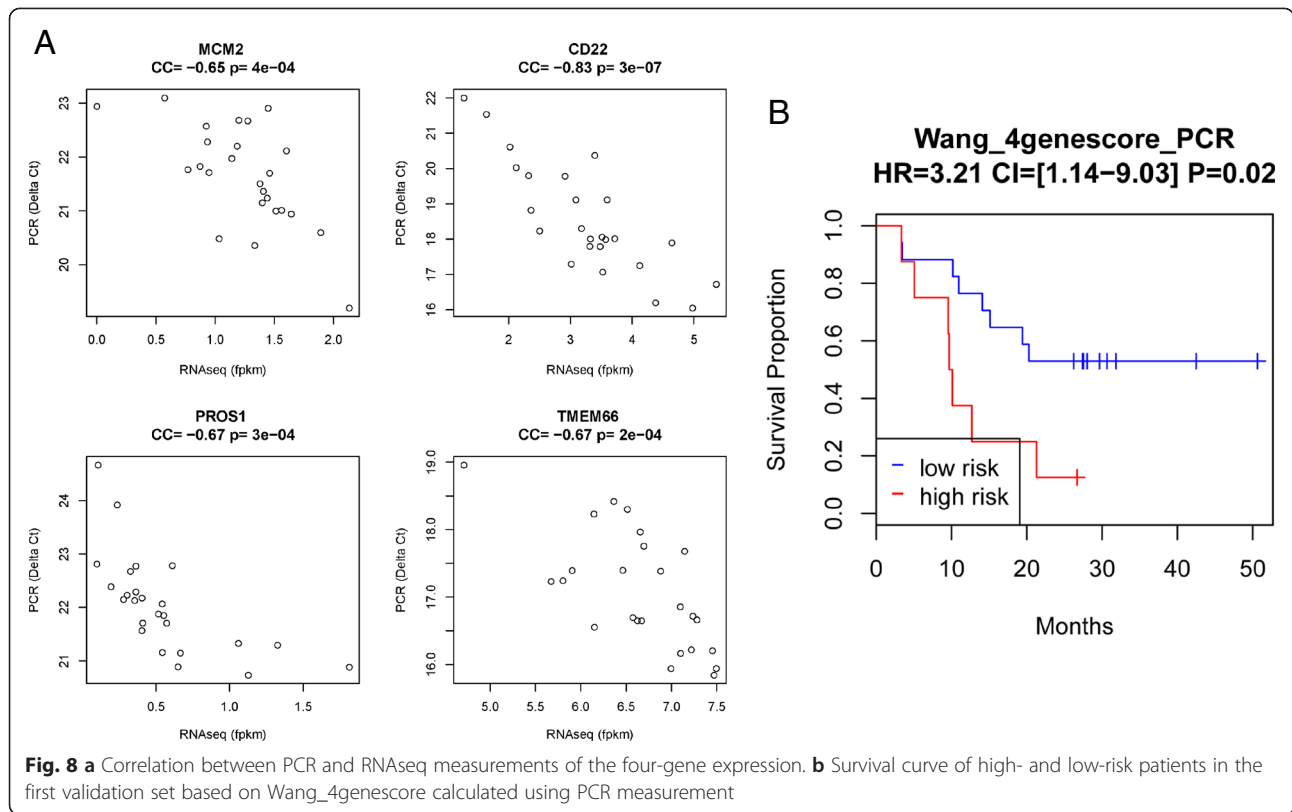 A
MCM2
CC= −0.65 p= 4e−04
PCR (Delta Ct)
23
22
21
20
0.0 0.5 1.0 1.5 2.0
RNAseq (fpkm)
CD22
CC= −0.83 p= 3e−07
PCR (Delta Ct)
22
21
20
19
18
17
16
2 3 4 5
RNAseq (fpkm)
PROS1
CC= −0.67 p= 3e−04
PCR (Delta Ct)
24
23
22
21
0.5 1.0 1.5
RNAseq (fpkm)
TMEM66
CC= −0.67 p= 2e−04
PCR (Delta Ct)
19.0
18.0
17.0
16.0
5.0 5.5 6.0 6.5 7.0 7.5
RNAseq (fpkm)
B
Wang_4genescore_PCR
HR=3.21 CI=[1.14−9.03] P=0.02
Survival Proportion
1.0
0.8
0.6
0.4
0.2
0.0
low risk
high risk
0 10 20 30 40 50
Months
Fig. 8 a Correlation between PCR and RNAseq measurements of the four-gene expression. b Survival curve of high- and low-risk patients in the
first validation set based on Wang_4genescore calculated using PCR measurement